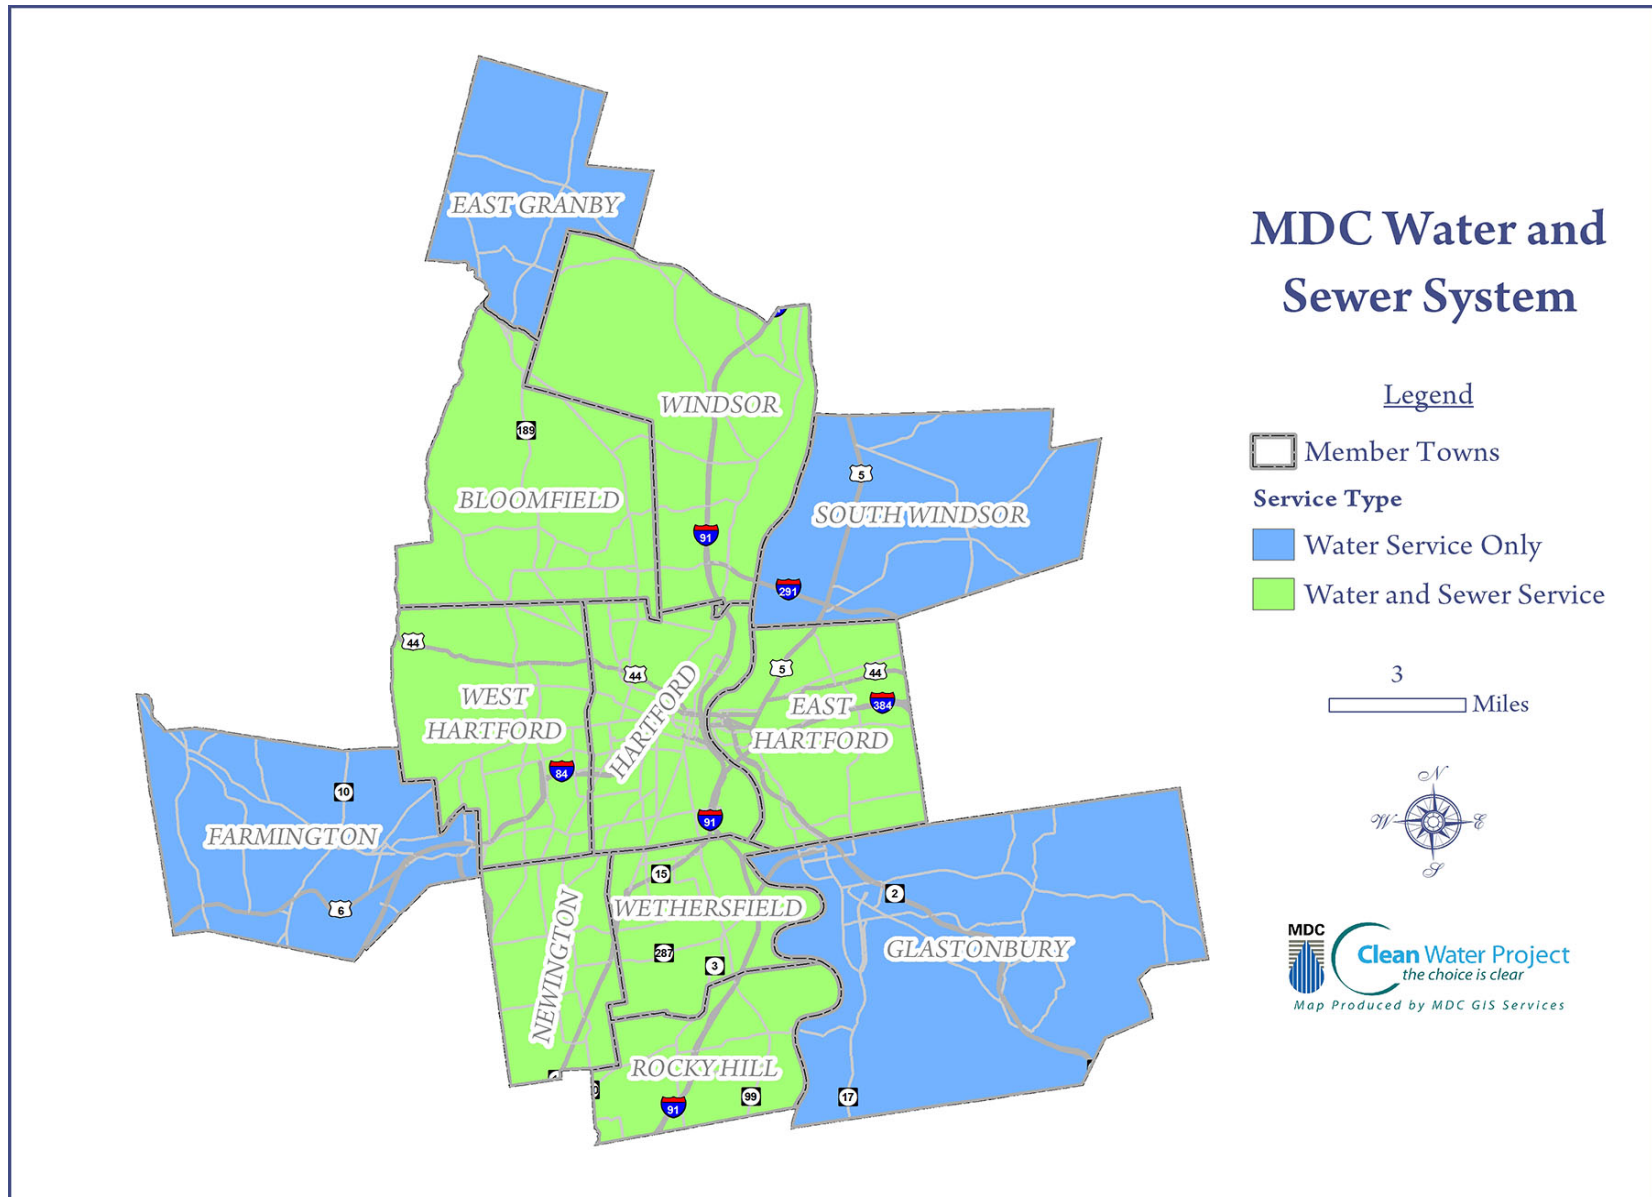 MDC Water and
Sewer System
Legend
Member Towns
Service Type
Water Service Only
Water and Sewer Service
3
Miles
N
W
E
S
MDC
Clean Water Project
the choice is clear
Map Produced by MDC GIS Services
EAST GRANBY
WINDSOR
189
BLOOMFIELD
5
SOUTH WINDSOR
91
291
44
44
5
44
HARTFORD
WEST
HARTFORD
384
EAST
HARTFORD
84
10
91
FARMINGTON
15
6
2
WETHERSFIELD
NEWINGTON
287
3
GLASTONBURY
ROCKY HILL
91
99
17